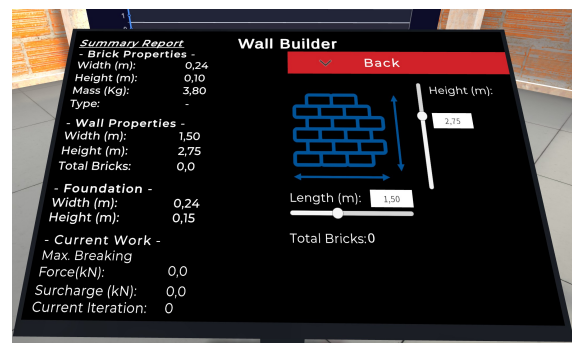 1
Summary Report
- Brick Properties -
Width (m): 0,24
Height (m): 0,10
Mass (Kg): 3,80
Type: -
- Wall Properties -
Width (m): 1,50
Height (m): 2,75
Total Bricks: 0,0
- Foundation -
Width (m): 0,24
Height (m): 0,15
- Current Work -
Max. Breaking
Force(kN): 0,0
Surcharge (kN): 0,0
Current Iteration: 0
Wall Builder
Back
Height (m):
2,75
Length (m): 1,50
Total Bricks:0